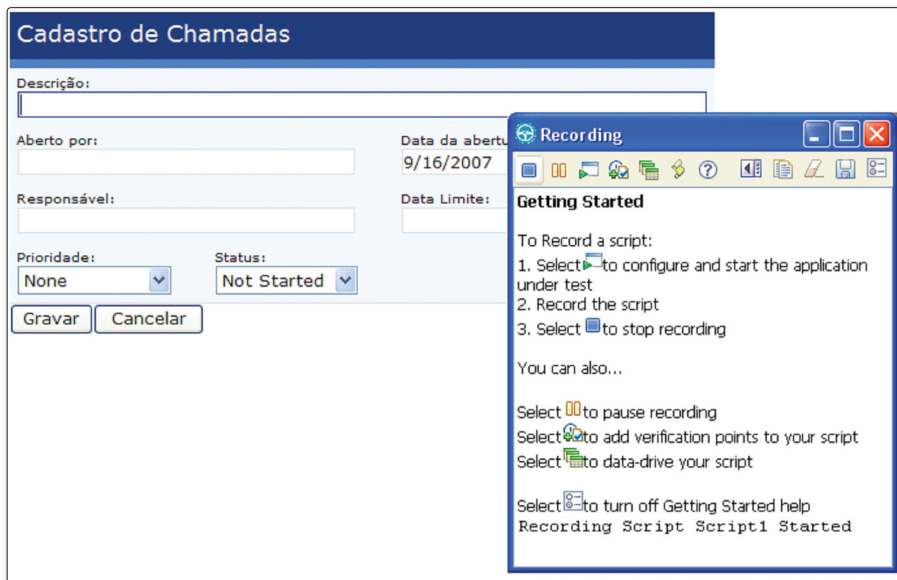 Cadastro de Chamadas
Descrição:
Aberto por:
Data da abertu
9/16/2007
Responsável:
Data Limite:
Prioridade:
Status:
None
Not Started
Gravar
Cancelar
Recording
Getting Started
To Record a script:
1. Select to configure and start the application
under test
2. Record the script
3. Select to stop recording
You can also...
Select to pause recording
Select to add verification points to your script
Select to data-drive your script
Select to turn off Getting Started help
Recording Script Script1 Started